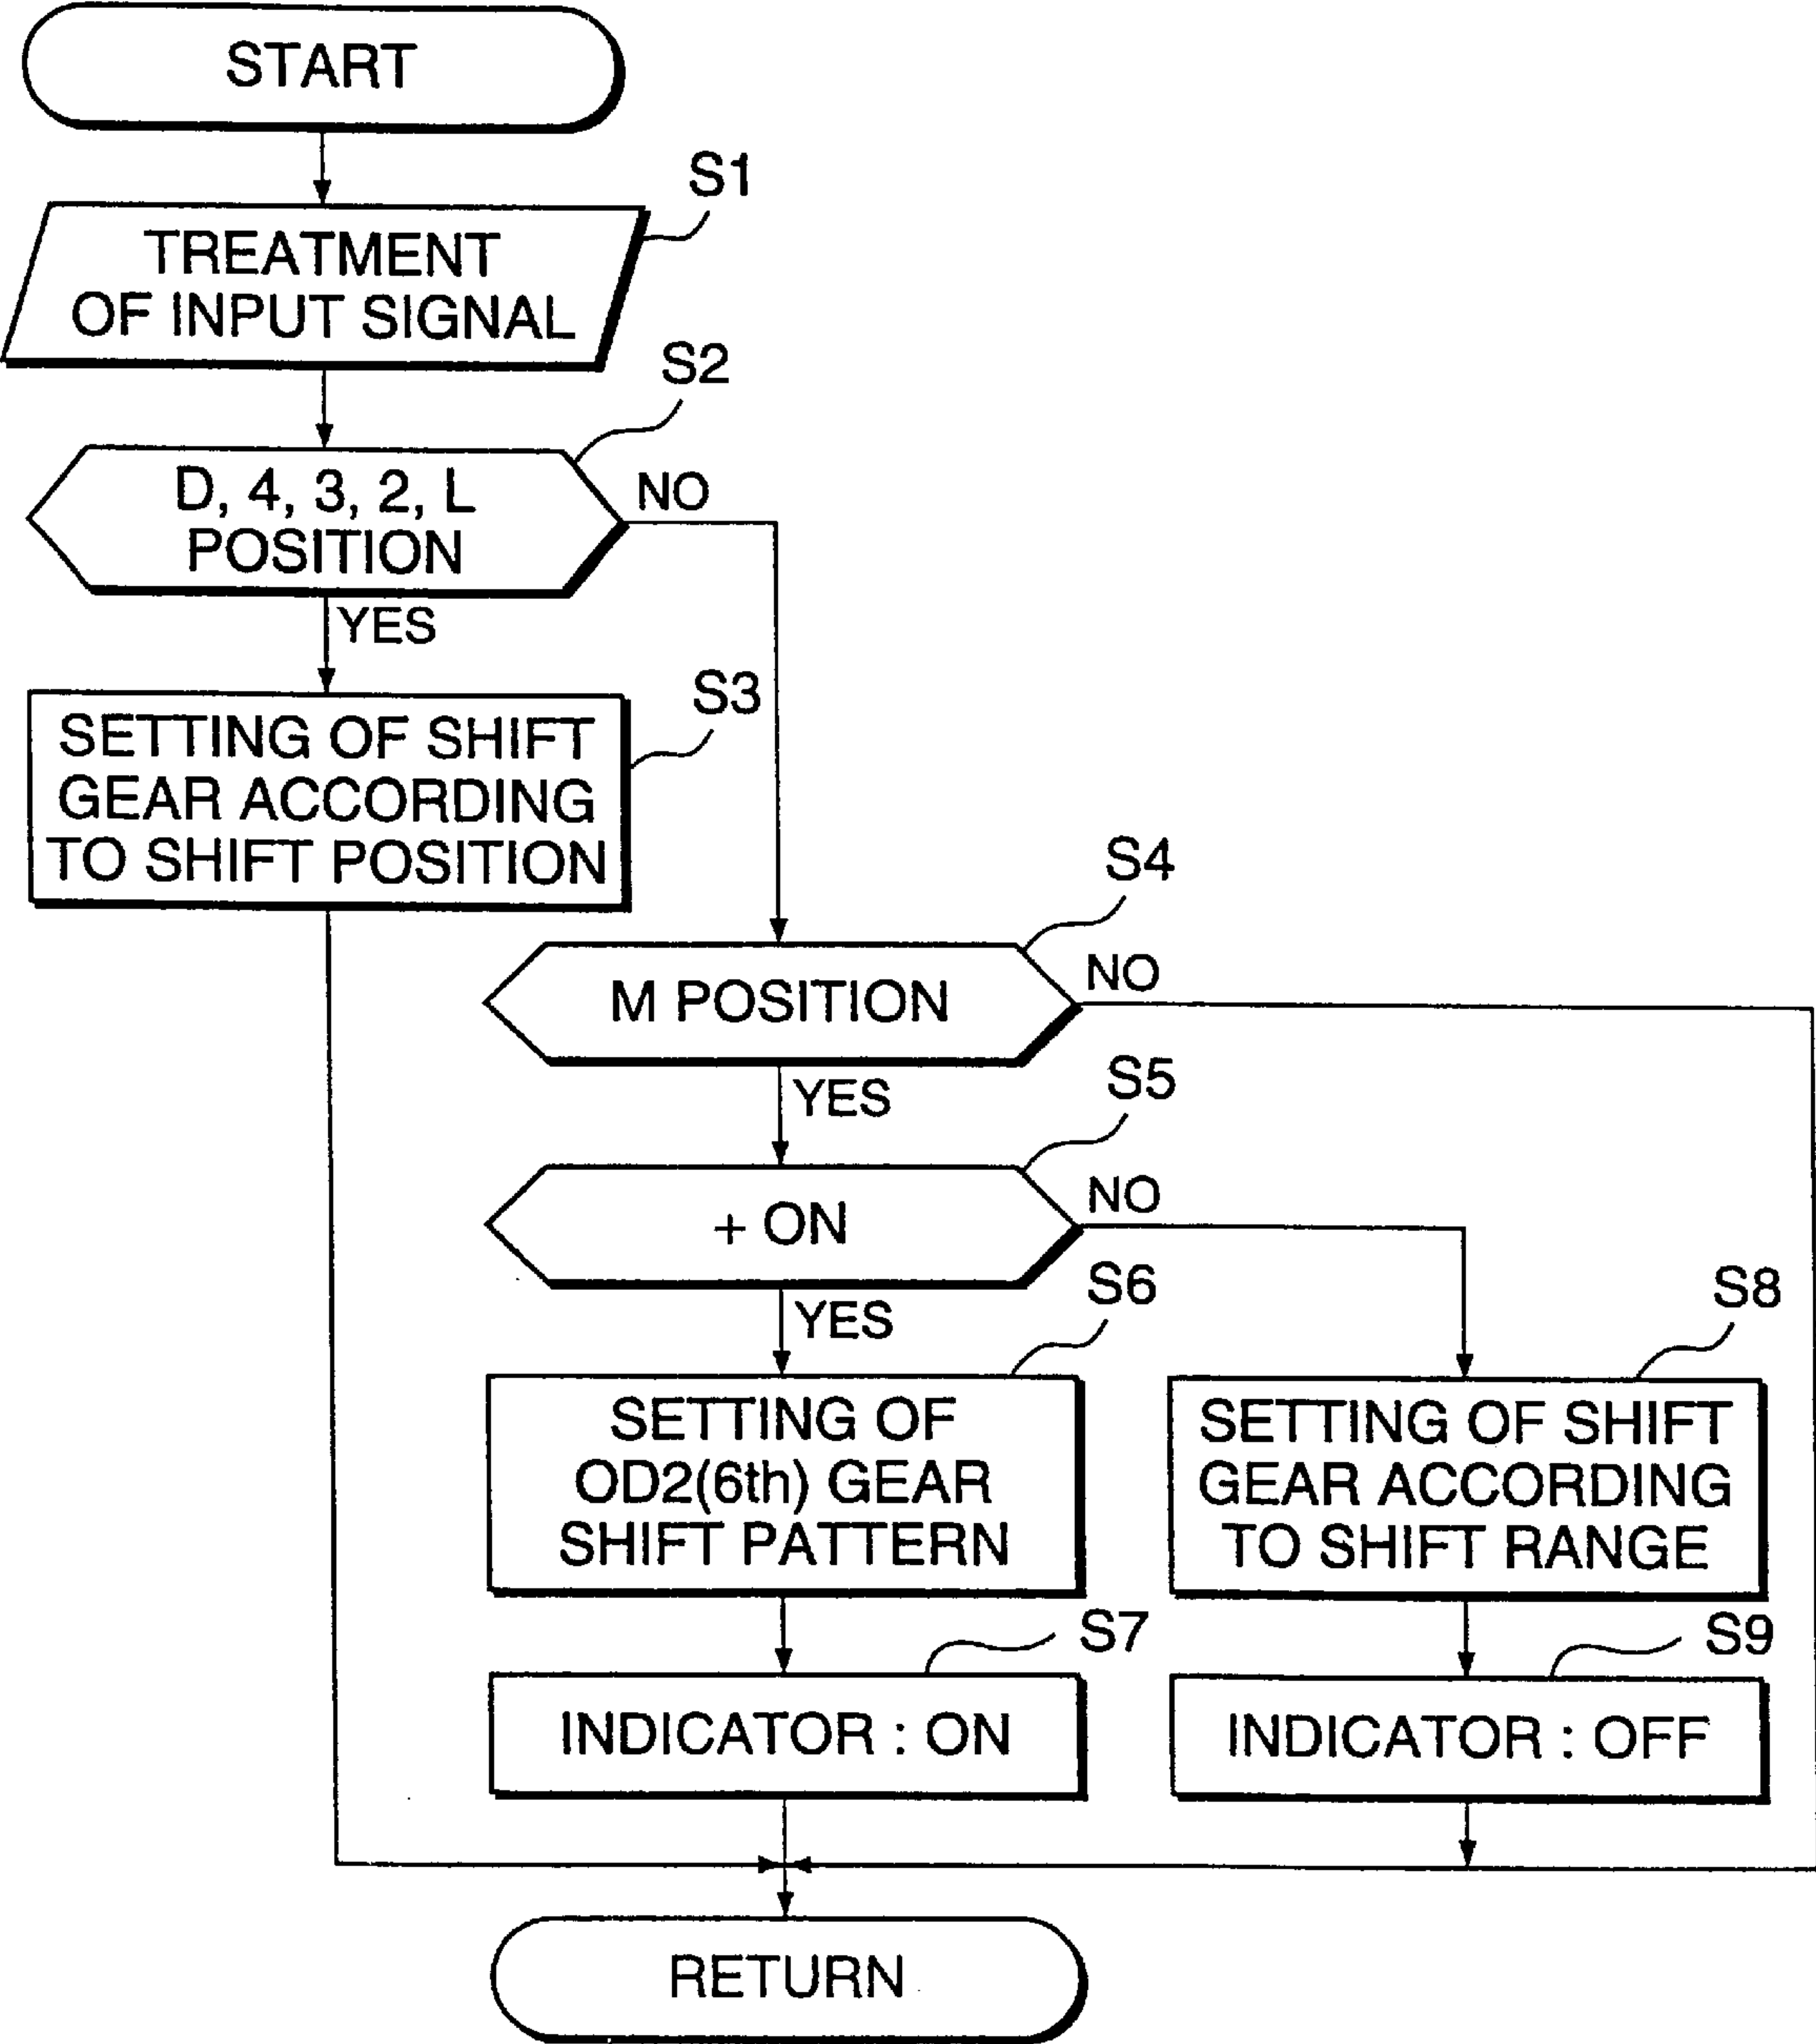 START
S1
TREATMENT
OF INPUT SIGNAL
S2
D, 4, 3, 2, L
POSITION
NO
YES
S3
SETTING OF SHIFT
GEAR ACCORDING
TO SHIFT POSITION
S4
M POSITION
NO
YES
S5
+ ON
NO
YES
S6
SETTING OF
OD2(6th) GEAR
SHIFT PATTERN
S8
SETTING OF SHIFT
GEAR ACCORDING
TO SHIFT RANGE
S7
INDICATOR : ON
S9
INDICATOR : OFF
RETURN